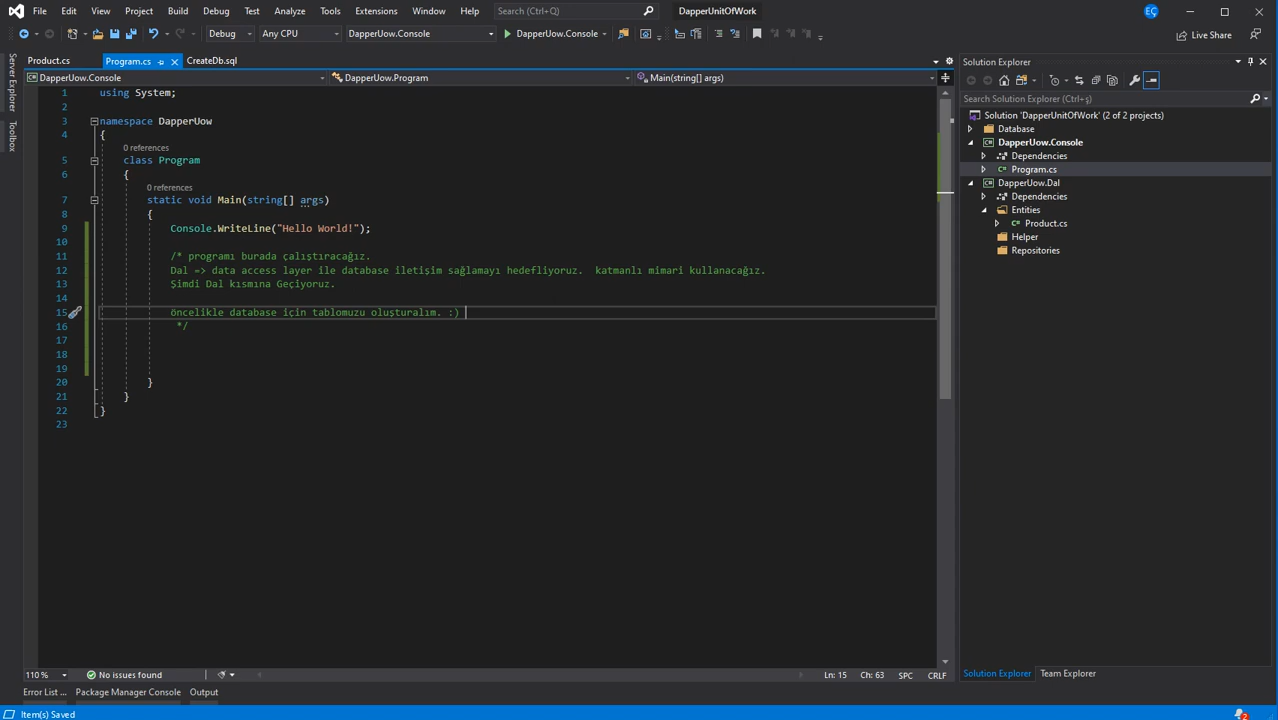 File Edit View Project Build Debug Test Analyze Tools Extensions Window Help Search (Ctrl+Q) DapperUnitOfWork EÇ
Debug Any CPU DapperUow.Console DapperUow.Console Live Share
Server Explorer
Toolbox
Product.cs Program.cs CreateDb.sql
DapperUow.Console DapperUow.Program Main(string[] args)
1 using System;
2
3 namespace DapperUow
4 {
0 references
5 class Program
6 {
0 references
7 static void Main(string[] args)
8 {
9 Console.WriteLine("Hello World!");
10
11 /* programı burada çalıştıracağız.
12 Dal => data access layer ile database iletişim sağlamayı hedefliyoruz.  katmanlı mimari kullanacağız.
13 Şimdi Dal kısmına Geçiyoruz.
14
15 öncelikle database için tablomuzu oluşturalım. :)
16 */
17
18
19
20 }
21 }
22 }
23
110 % No issues found Ln: 15 Ch: 63 SPC CRLF
Error List ... Package Manager Console Output
Item(s) Saved
2
Solution Explorer
Search Solution Explorer (Ctrl+ş)
Solution 'DapperUnitOfWork' (2 of 2 projects)
Database
DapperUow.Console
Dependencies
Program.cs
DapperUow.Dal
Dependencies
Entities
Product.cs
Helper
Repositories
Solution Explorer Team Explorer